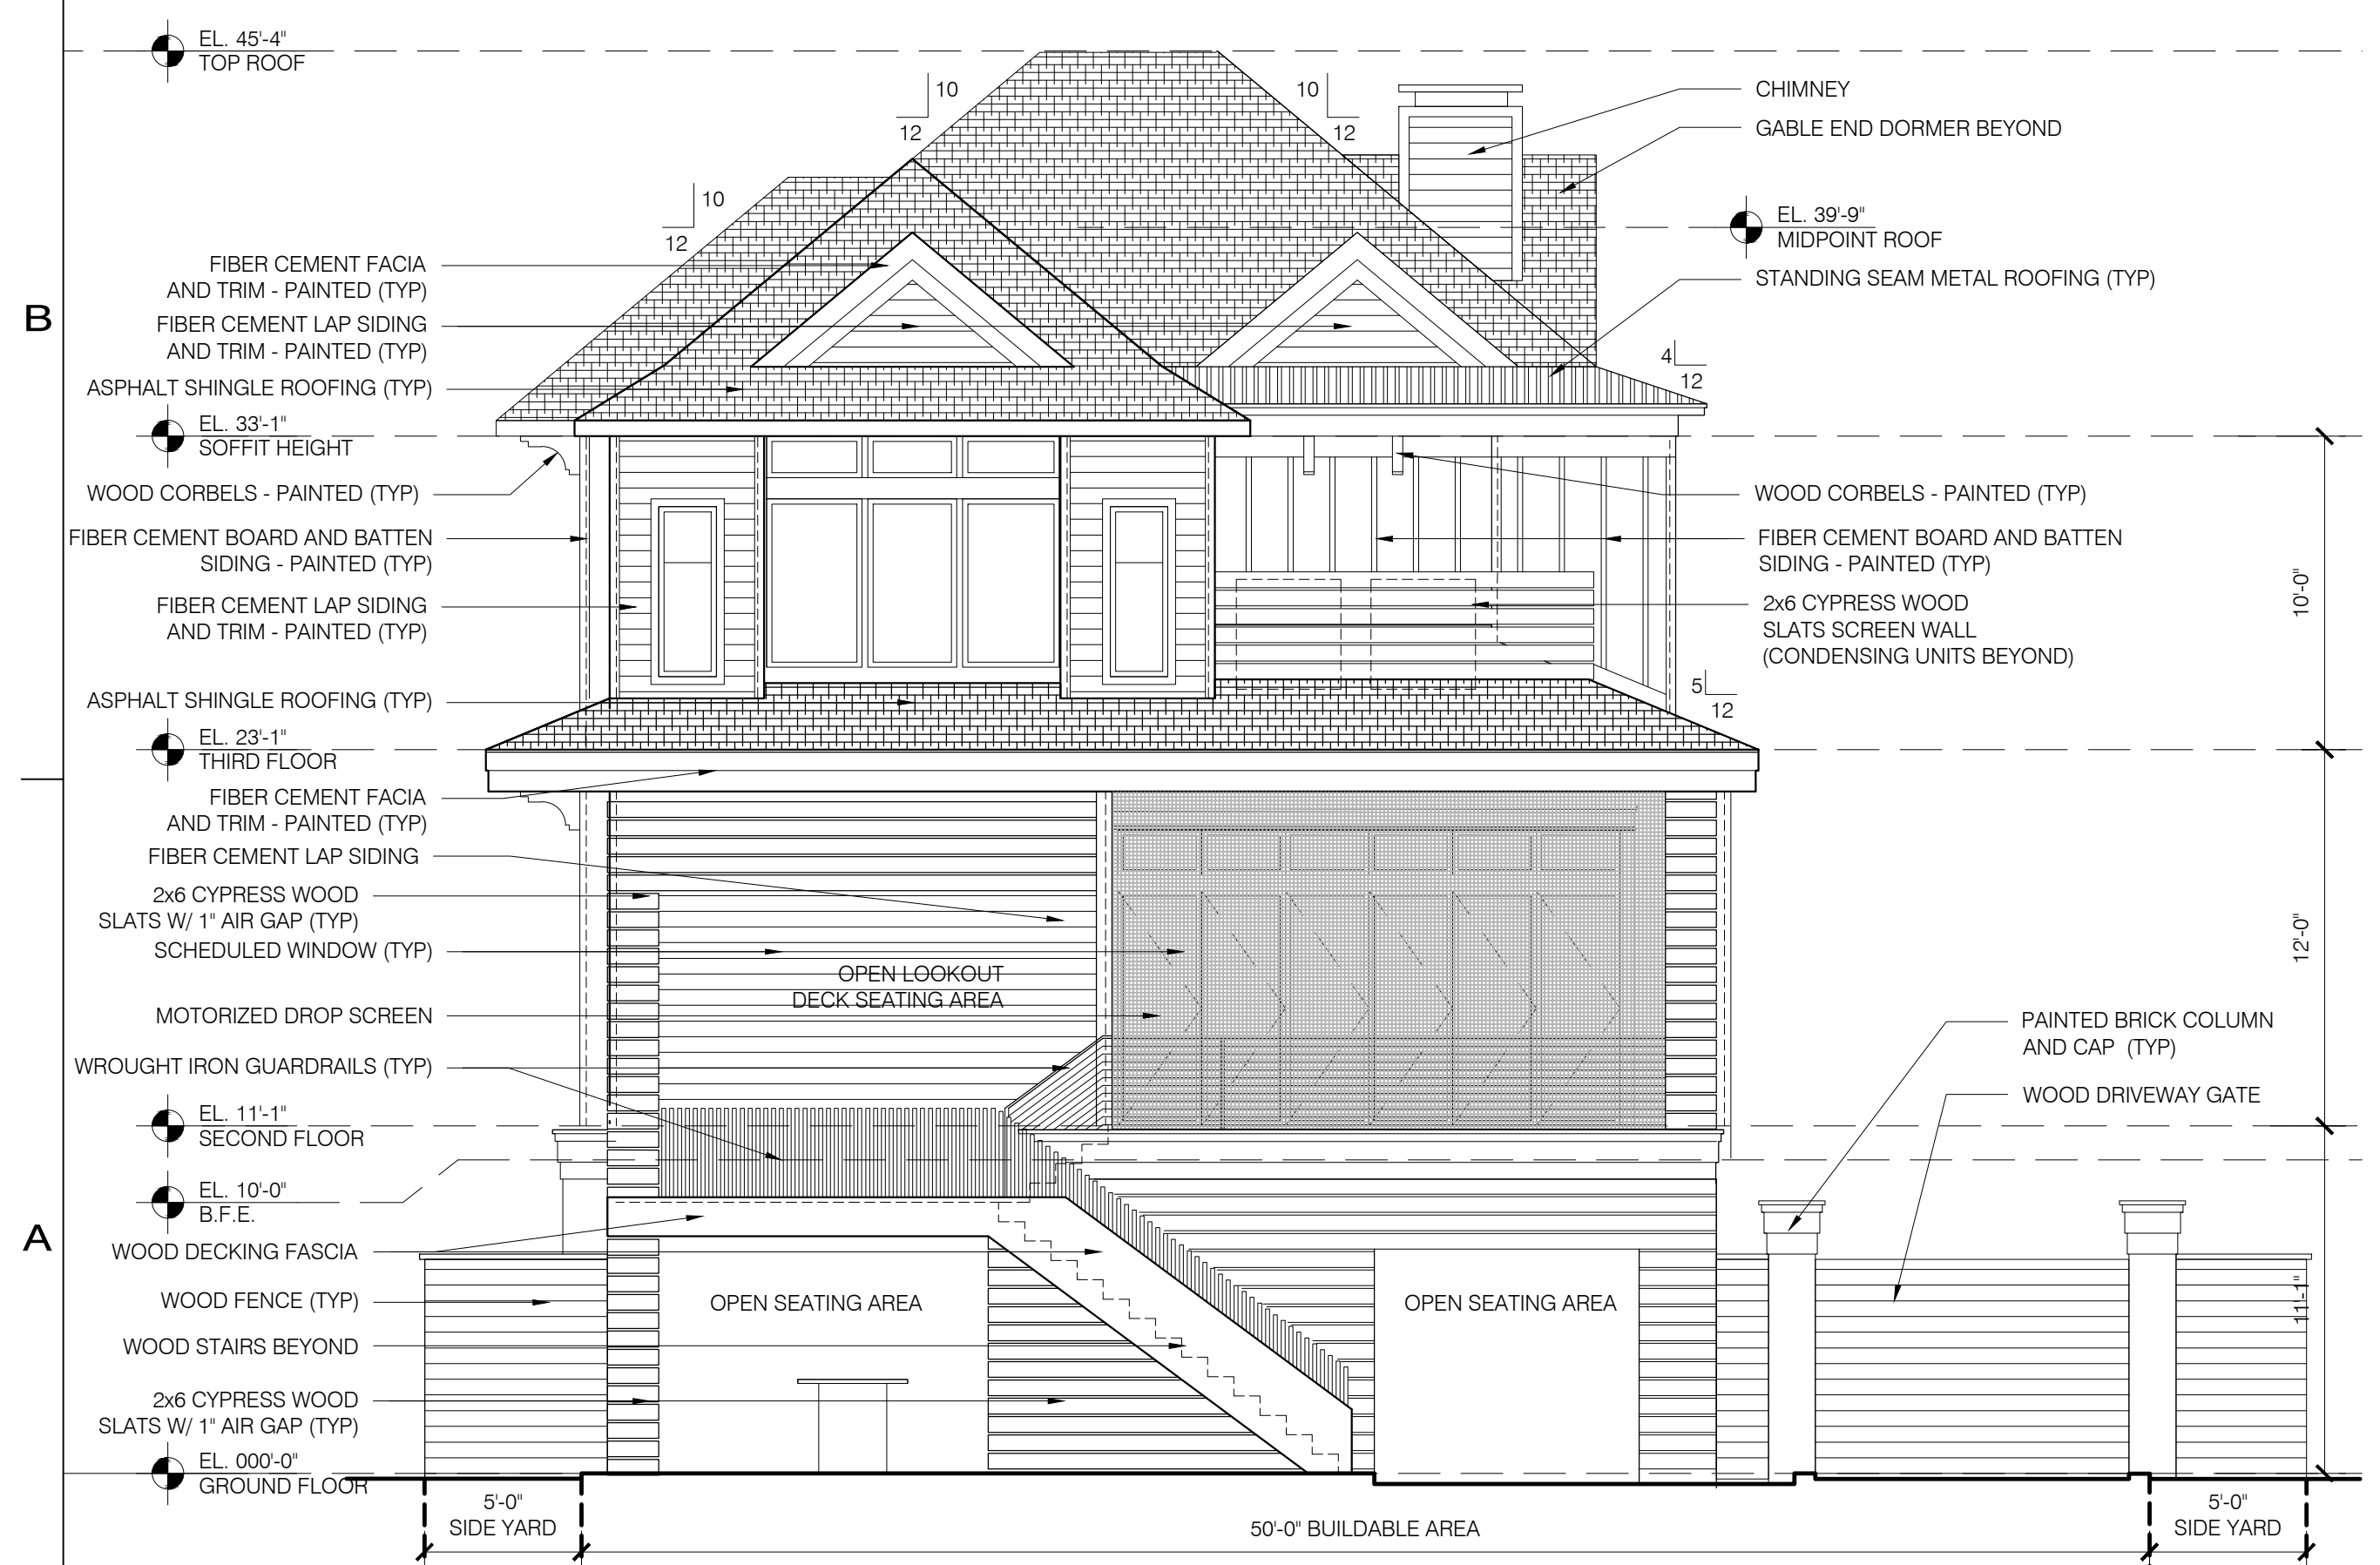 EL. 45'-4"
TOP ROOF
10
12
10
12
CHIMNEY
GABLE END DORMER BEYOND
10
12
EL. 39'-9"
MIDPOINT ROOF
FIBER CEMENT FACIA
AND TRIM - PAINTED (TYP)
STANDING SEAM METAL ROOFING (TYP)
B
FIBER CEMENT LAP SIDING
AND TRIM - PAINTED (TYP)
4
12
ASPHALT SHINGLE ROOFING (TYP)
EL. 33'-1"
SOFFIT HEIGHT
WOOD CORBELS - PAINTED (TYP)
WOOD CORBELS - PAINTED (TYP)
FIBER CEMENT BOARD AND BATTEN
SIDING - PAINTED (TYP)
FIBER CEMENT BOARD AND BATTEN
SIDING - PAINTED (TYP)
10'-0"
FIBER CEMENT LAP SIDING
AND TRIM - PAINTED (TYP)
2x6 CYPRESS WOOD
SLATS SCREEN WALL
(CONDENSING UNITS BEYOND)
ASPHALT SHINGLE ROOFING (TYP)
5
12
EL. 23'-1"
THIRD FLOOR
FIBER CEMENT FACIA
AND TRIM - PAINTED (TYP)
FIBER CEMENT LAP SIDING
2x6 CYPRESS WOOD
SLATS W/ 1" AIR GAP (TYP)
SCHEDULED WINDOW (TYP)
12'-0"
OPEN LOOKOUT
DECK SEATING AREA
MOTORIZED DROP SCREEN
PAINTED BRICK COLUMN
AND CAP (TYP)
WROUGHT IRON GUARDRAILS (TYP)
WOOD DRIVEWAY GATE
EL. 11'-1"
SECOND FLOOR
EL. 10'-0"
B.F.E.
A
WOOD DECKING FASCIA
WOOD FENCE (TYP)
OPEN SEATING AREA
OPEN SEATING AREA
11'-1"
WOOD STAIRS BEYOND
2x6 CYPRESS WOOD
SLATS W/ 1" AIR GAP (TYP)
EL. 000'-0"
GROUND FLOOR
5'-0"
SIDE YARD
50'-0" BUILDABLE AREA
5'-0"
SIDE YARD